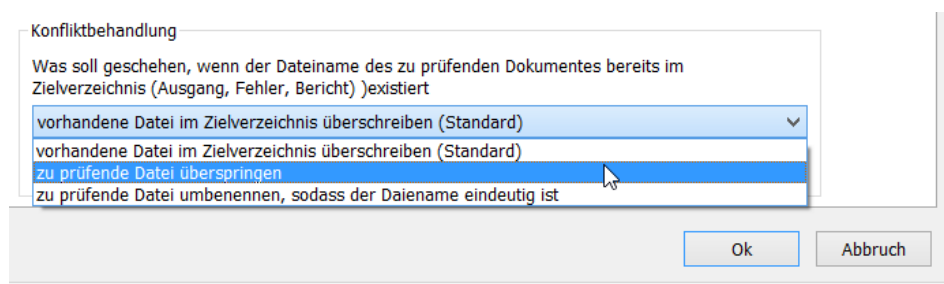 Konfliktbehandlung
Was soll geschehen, wenn der Dateiname des zu prüfenden Dokumentes bereits im
Zielverzeichnis (Ausgang, Fehler, Bericht) )existiert
vorhandene Datei im Zielverzeichnis überschreiben (Standard)
vorhandene Datei im Zielverzeichnis überschreiben (Standard)
zu prüfende Datei überspringen
zu prüfende Datei umbenennen, sodass der Daiename eindeutig ist
Ok Abbruch